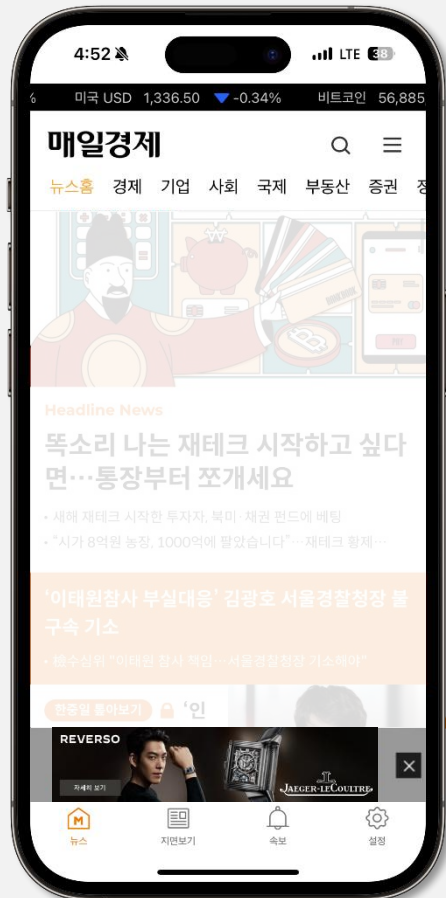 4:52
LTE 38
% 미국 USD 1,336.50 ▼ -0.34% 비트코인 56,885
매일경제
뉴스홈 경제 기업 사회 국제 부동산 증권
Headline News
똑소리 나는 재테크 시작하고 싶다
면…통장부터 쪼개세요
• 새해 재테크 시작한 투자자, 북미·채권 펀드에 베팅
• “시가 8억원 농장, 1000억에 팔았습니다”…재테크 황제…
‘이태원참사 부실대응’ 김광호 서울경찰청장 불
구속 기소
• 檢수심위 “이태원 참사 책임… 서울경찰청장 기소해야”
한중일 톺아보기 ‘인
REVERSO
자세히 보기
JAEGER-LECOULTRE
뉴스 지면보기 속보 설정